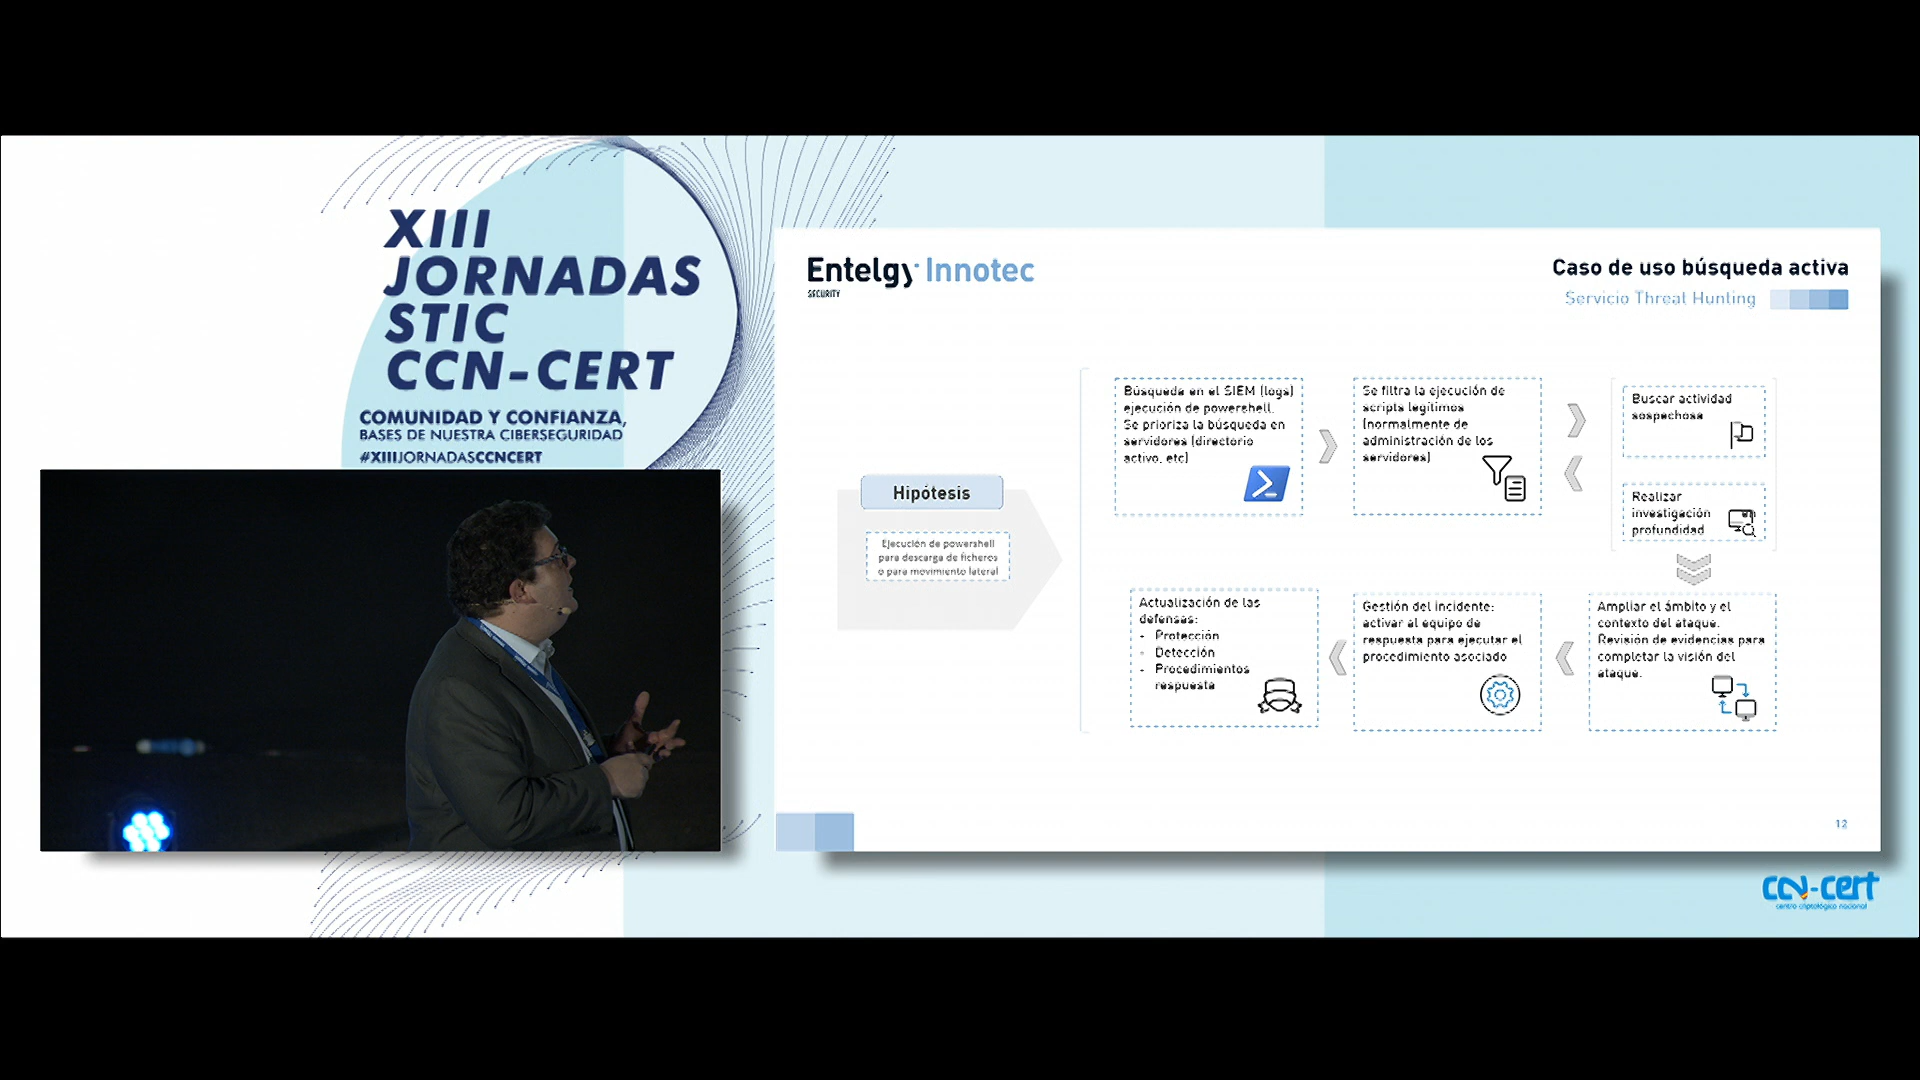 XIII
JORNADAS
STIC
CCN-CERT
COMUNIDAD Y CONFIANZA,
BASES DE NUESTRA CIBERSEGURIDAD
#XIIIJORNADASCCNCERT
Entelgy Innotec
SECURITY
Caso de uso búsqueda activa
Servicio Threat Hunting
Hipótesis
Ejecución de powershell
para descarga de ficheros
o para movimiento lateral
Búsqueda en el SIEM (logs)
ejecución de powershell.
Se prioriza la búsqueda en
servidores (directorio
activo, etc)
Se filtra la ejecución de
scripts legítimos
(normalmente de
administración de los
servidores)
Buscar actividad
sospechosa
Realizar
investigación en
profundidad
Ampliar el ámbito y el
contexto del ataque.
Revisión de evidencias para
completar la visión del
ataque.
Gestión del incidente:
activar al equipo de
respuesta para ejecutar el
procedimiento asociado
Actualización de las
defensas:
- Protección
- Detección
- Procedimientos
respuesta
12
ccn-cert
centro criptológico nacional